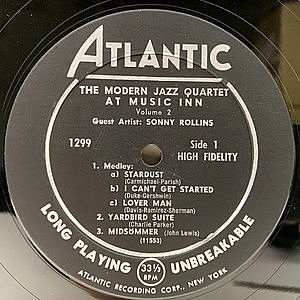 ATLANTIC
THE MODERN JAZZ QUARTET
AT MUSIC INN
Volume 2
Guest Artist: SONNY ROLLINS
1299
Side 1
HIGH FIDELITY
1. Medley:
a) STARDUST
(Carmichael-Parish)
b) I CAN'T GET STARTED
(Duke-Gershwin)
c) LOVER MAN
(Davis-Ramirez-Sherman)
2. YARDBIRD SUITE
(Charlie Parker)
3. MIDSOMMER (John Lewis)
(11553)
LONG PLAYING 33 1/3 RPM UNBREAKABLE
ATLANTIC RECORDING CORP., NEW YORK